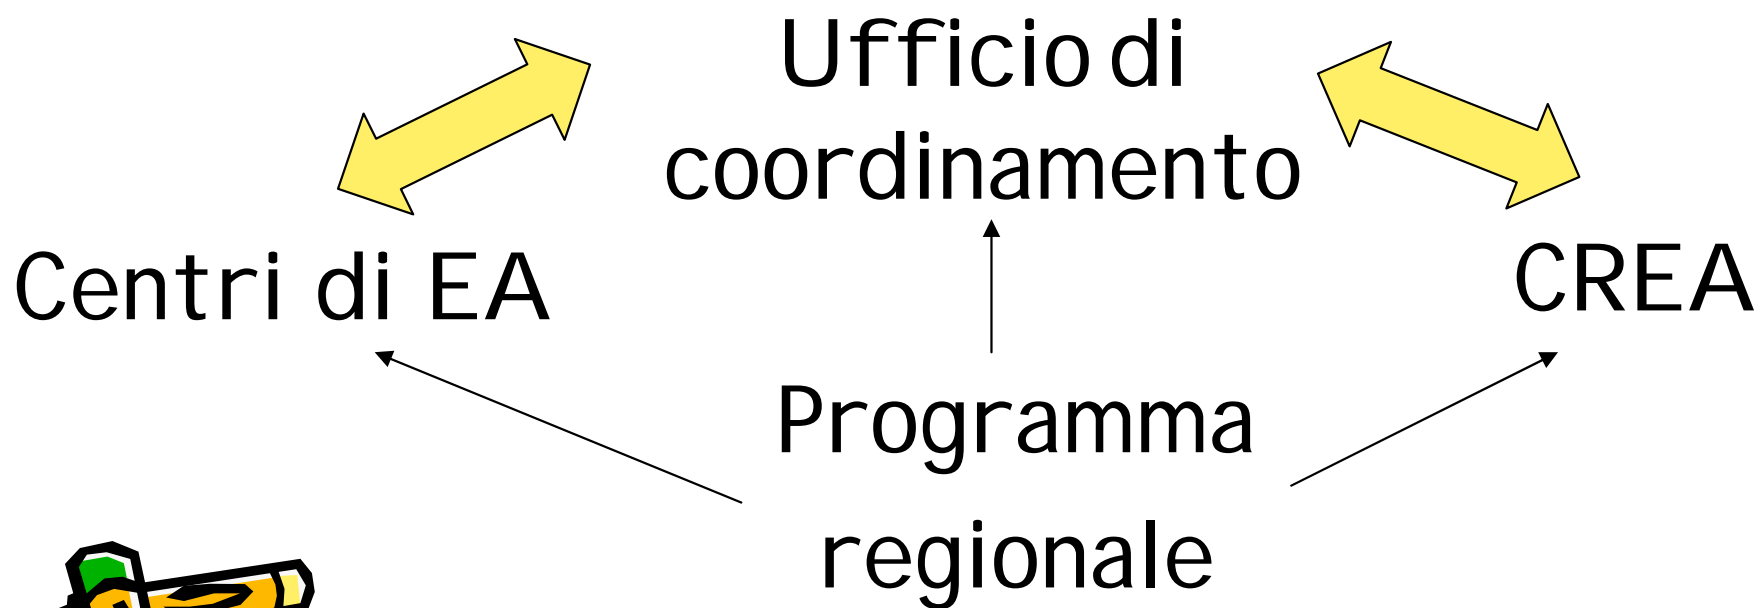 Ufficio di
coordinamento
Centri di EA
CREA
Programma
regionale